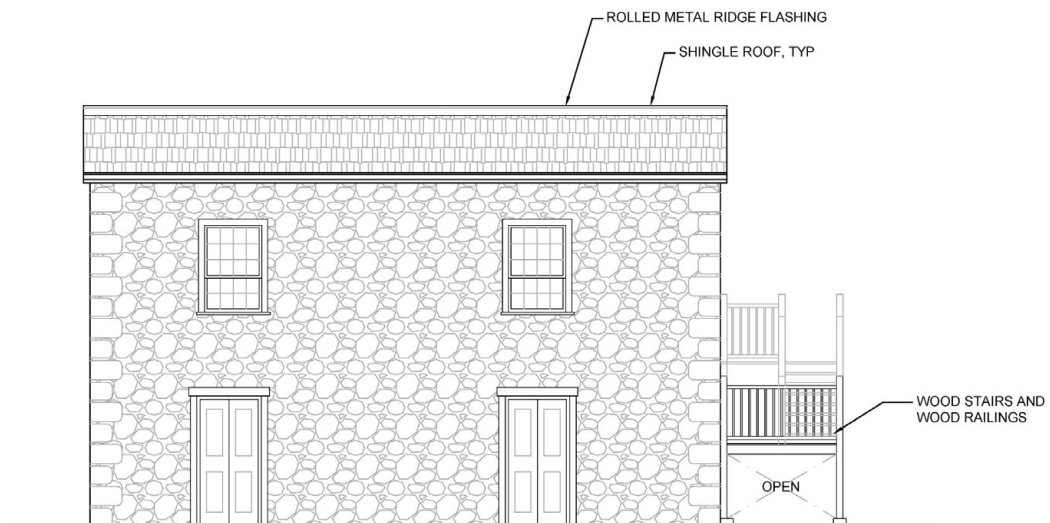 ROLLED METAL RIDGE FLASHING
SHINGLE ROOF, TYP
WOOD STAIRS AND
WOOD RAILINGS
OPEN